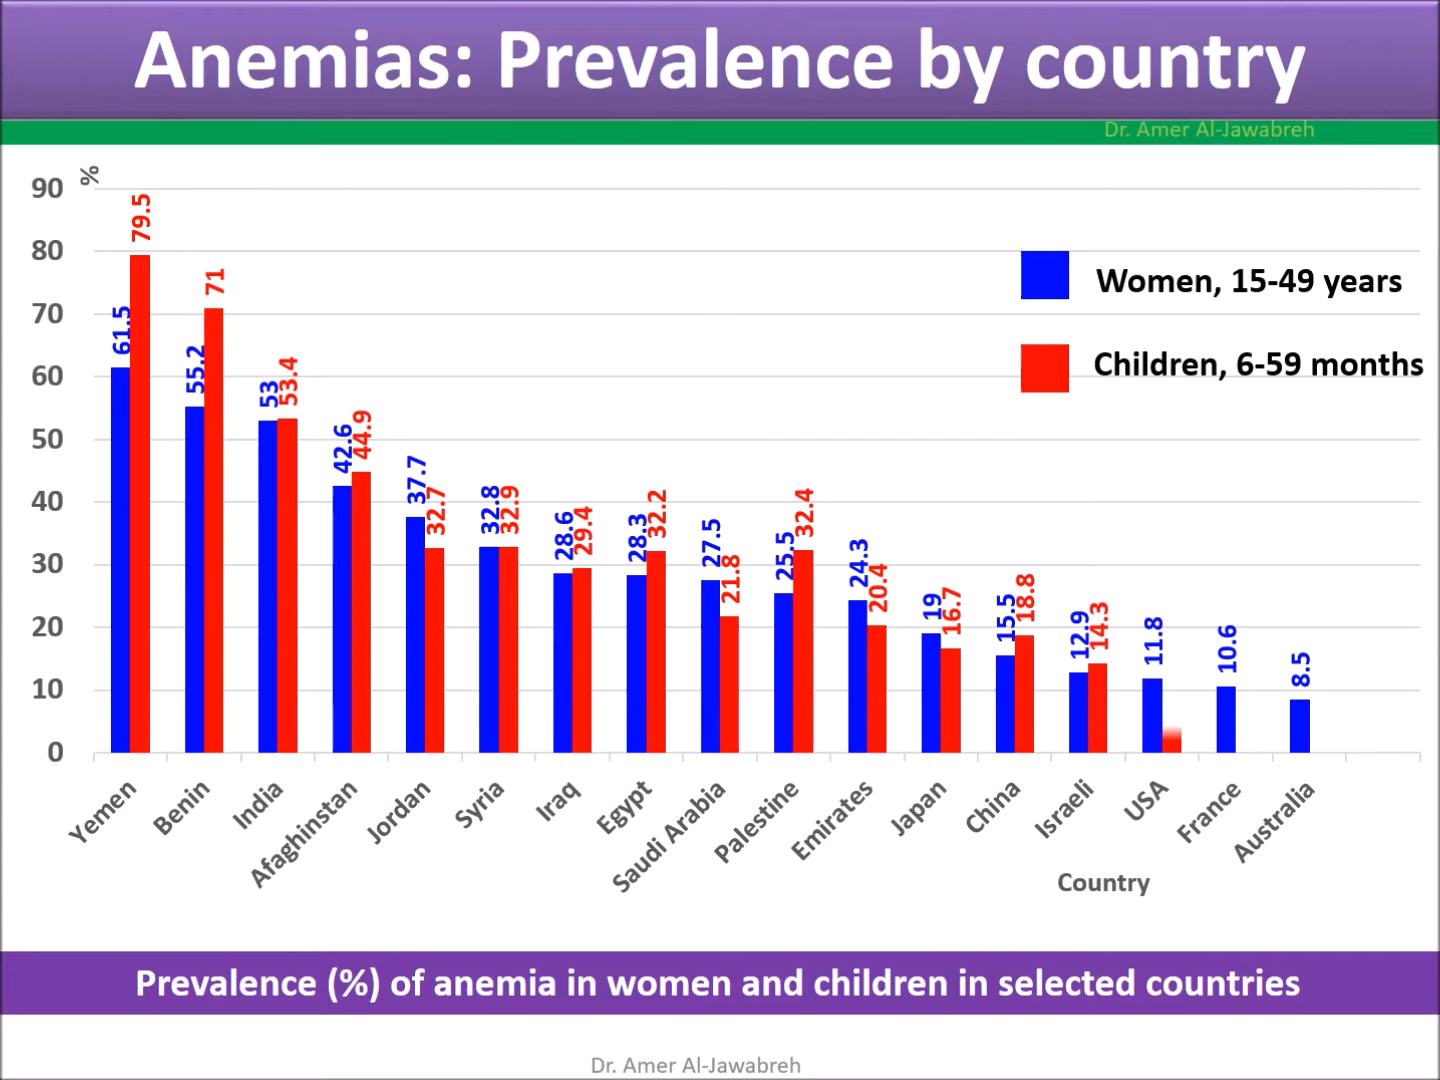 Anemias: Prevalence by country
Dr. Amer Al-Jawabreh
%
90
80
70
60
50
40
30
20
10
0
61.5 79.5
55.2 71
53 53.4
42.6 44.9
37.7 32.7
32.8 32.9
28.6 29.4
28.3 32.2
27.5 21.8
25.5 32.4
24.3 20.4
19 16.7
15.5 18.8
12.9 14.3
11.8
10.6
8.5
Women, 15-49 years
Children, 6-59 months
Yemen
Benin
India
Afaghinstan
Jordan
Syria
Iraq
Egypt
Saudi Arabia
Palestine
Emirates
Japan
China
Israeli
USA
France
Australia
Country
Prevalence (%) of anemia in women and children in selected countries
Dr. Amer Al-Jawabreh